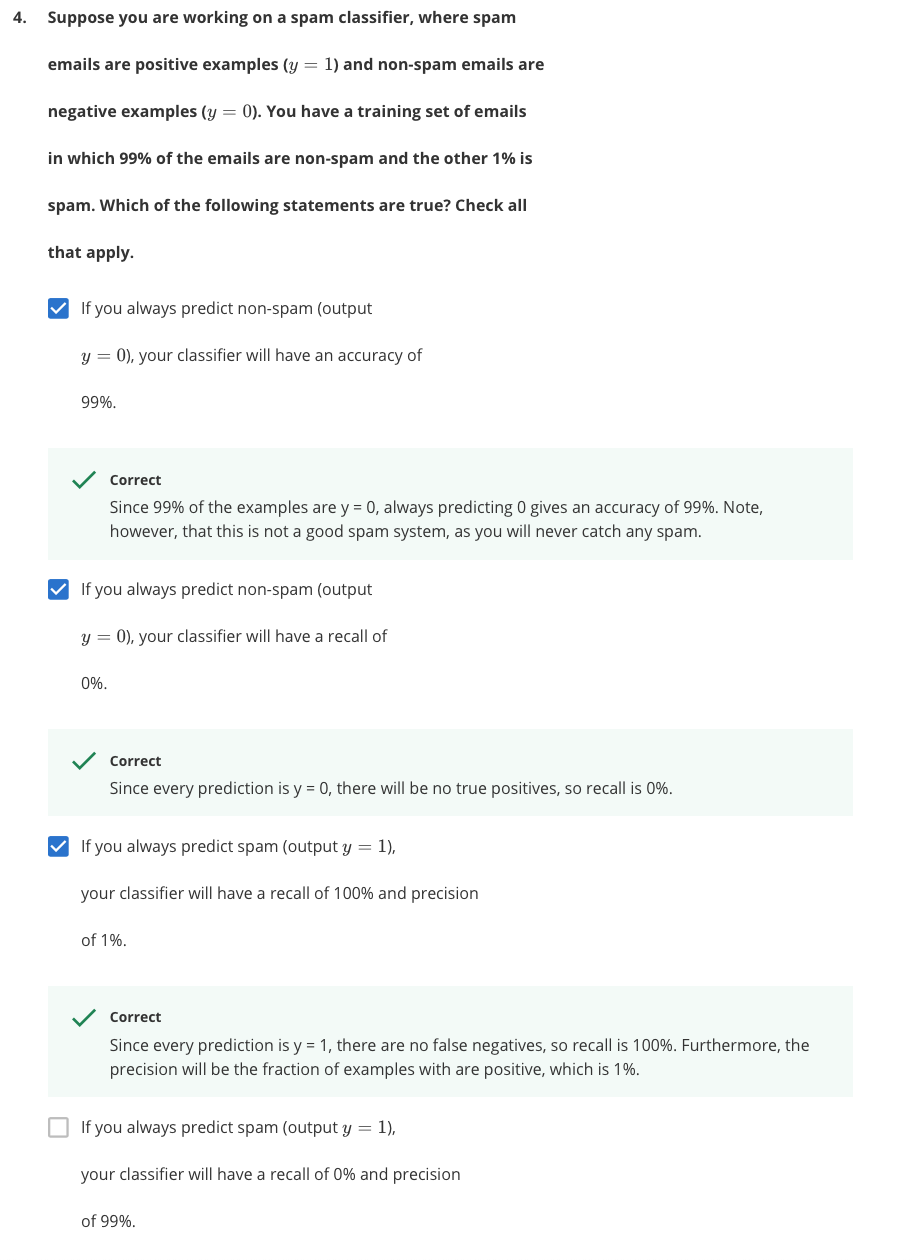 4. Suppose you are working on a spam classifier, where spam
emails are positive examples (y = 1) and non-spam emails are
negative examples (y = 0). You have a training set of emails
in which 99% of the emails are non-spam and the other 1% is
spam. Which of the following statements are true? Check all
that apply.
If you always predict non-spam (output
y = 0), your classifier will have an accuracy of
99%.
Correct
Since 99% of the examples are y = 0, always predicting 0 gives an accuracy of 99%. Note,
however, that this is not a good spam system, as you will never catch any spam.
If you always predict non-spam (output
y = 0), your classifier will have a recall of
0%.
Correct
Since every prediction is y = 0, there will be no true positives, so recall is 0%.
If you always predict spam (output y = 1),
your classifier will have a recall of 100% and precision
of 1%.
Correct
Since every prediction is y = 1, there are no false negatives, so recall is 100%. Furthermore, the
precision will be the fraction of examples with are positive, which is 1%.
If you always predict spam (output y = 1),
your classifier will have a recall of 0% and precision
of 99%.